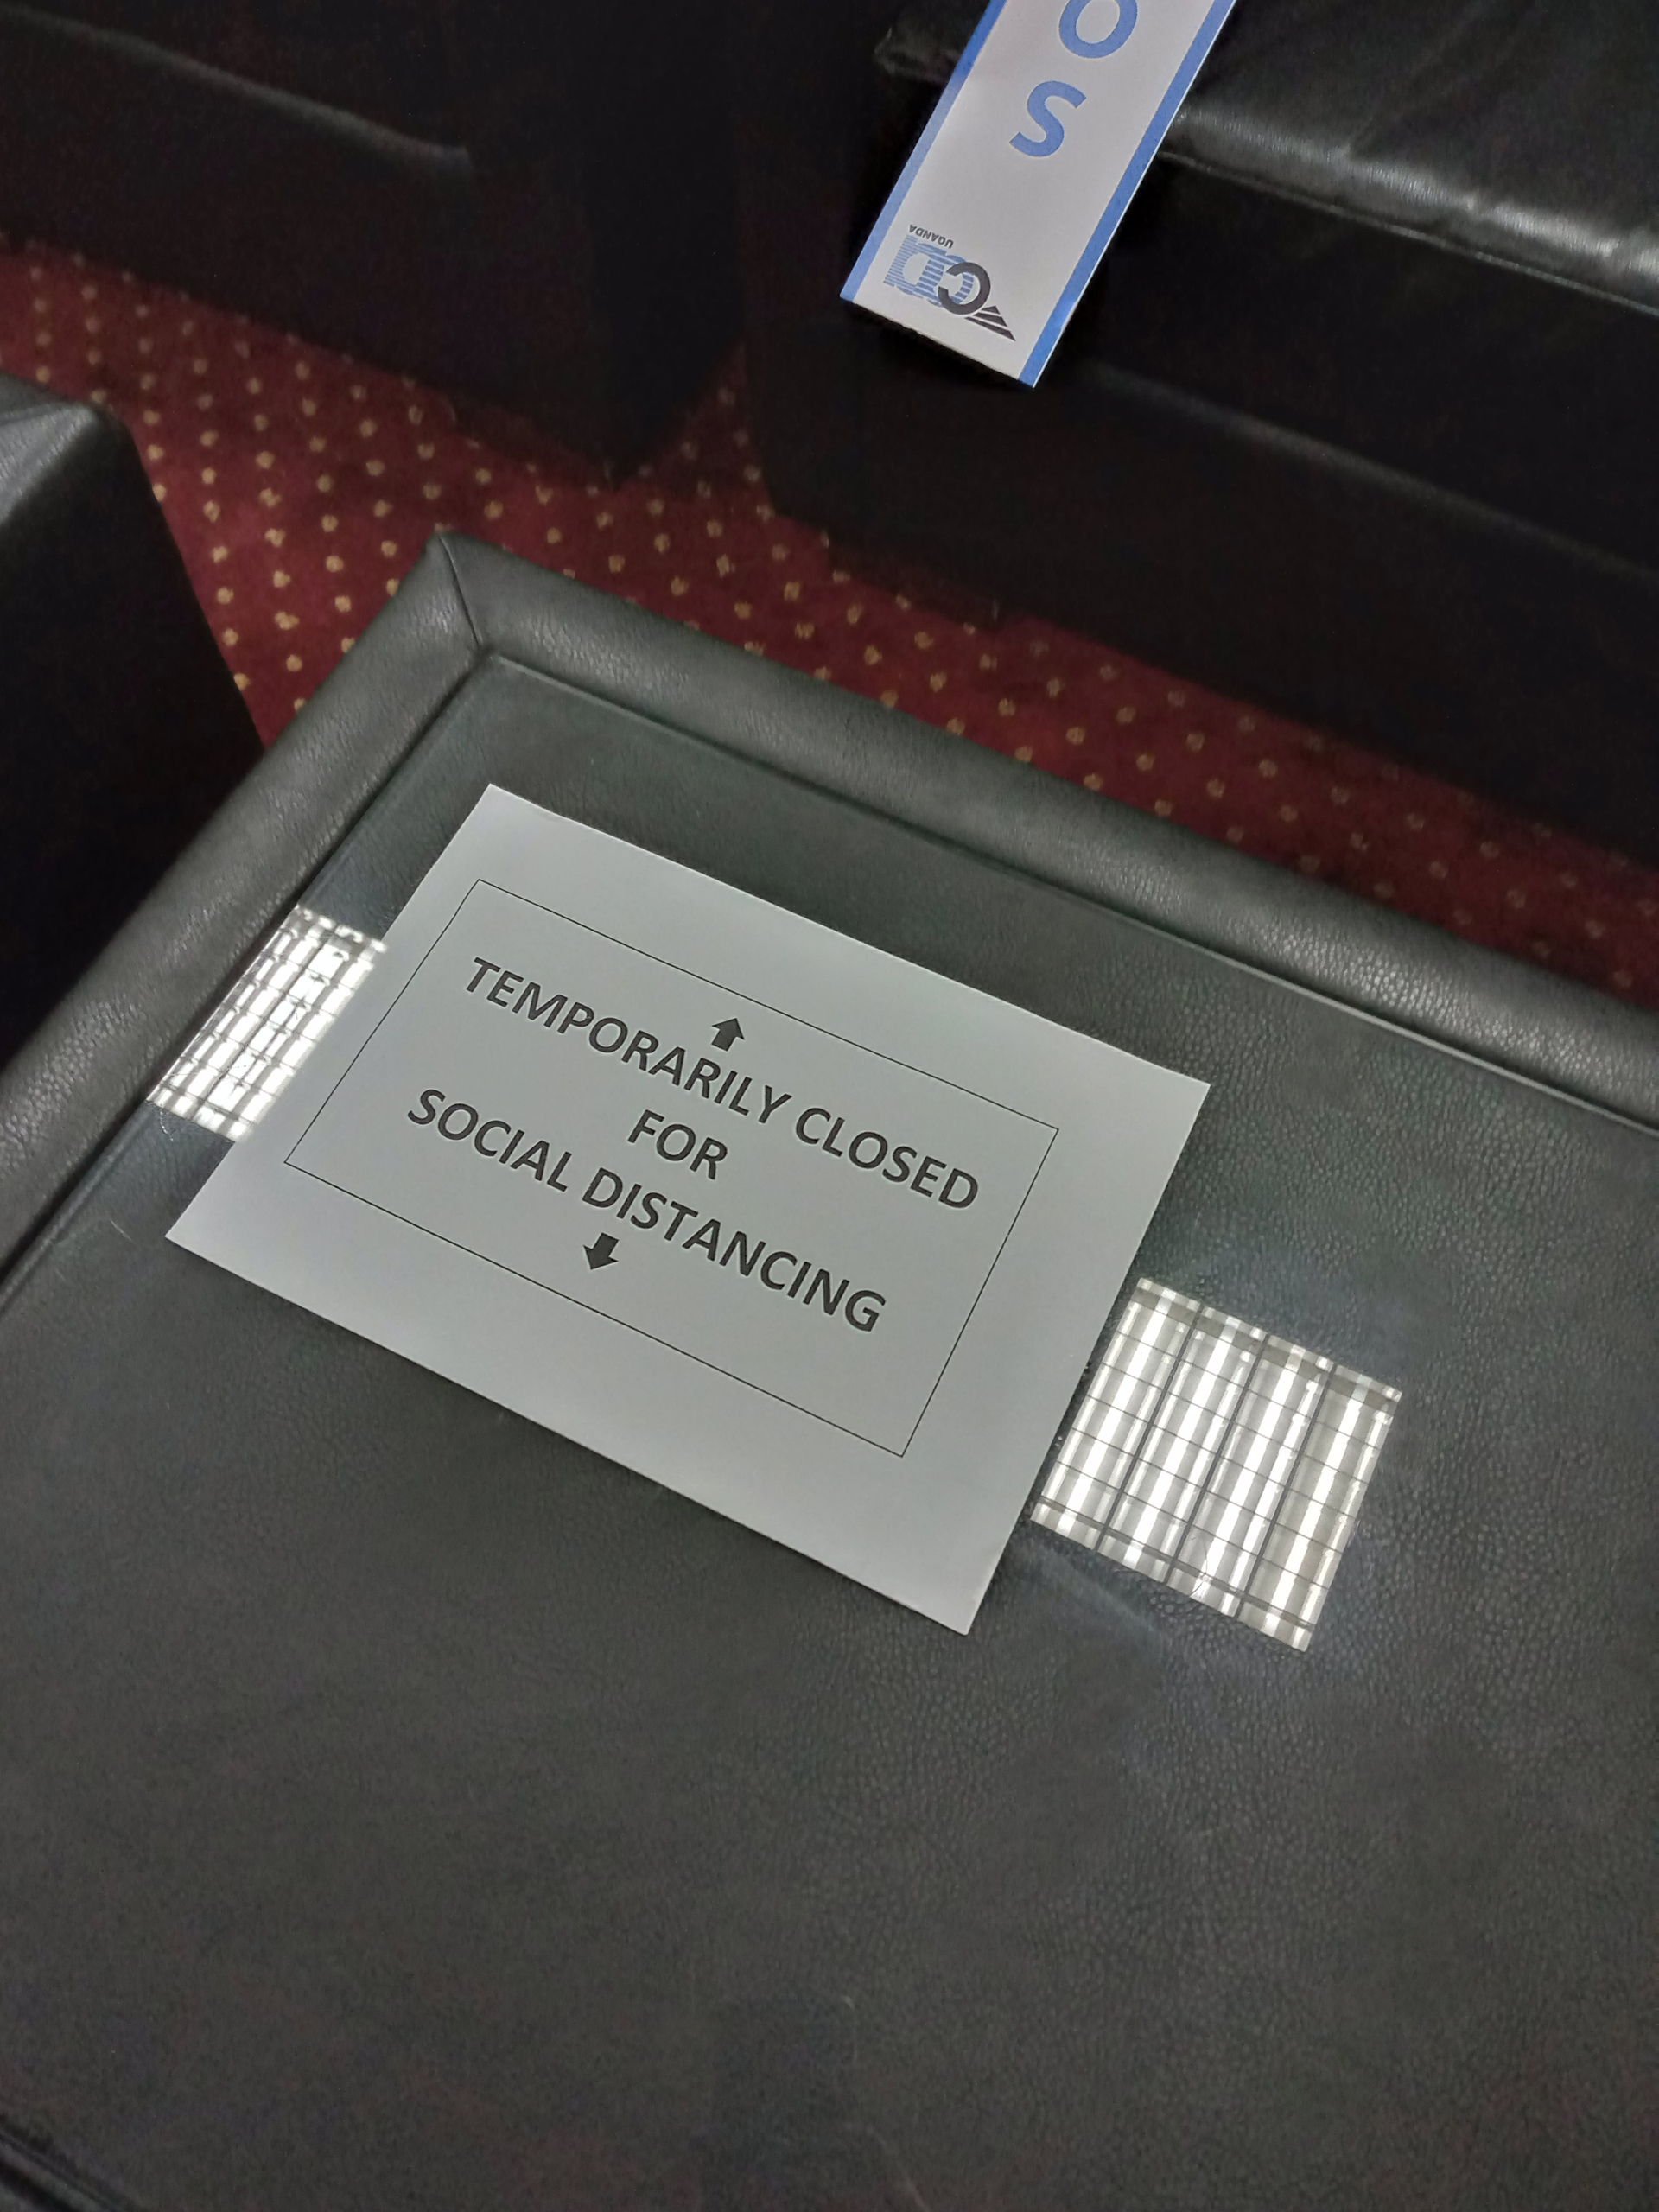 O
S
UGANDA
TEMPORARILY CLOSED
FOR
SOCIAL DISTANCING